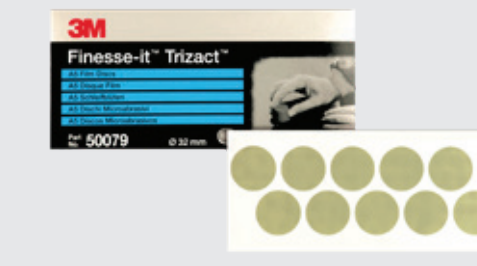 3M
Finesse-it™ Trizact™
A5 Film Discs
A5 Disque Film
A5 Schleifblüten
A5 Dischi Microabrasivi
A5 Discos Microabrasivos
Part No. 50079 Ø 32 mm